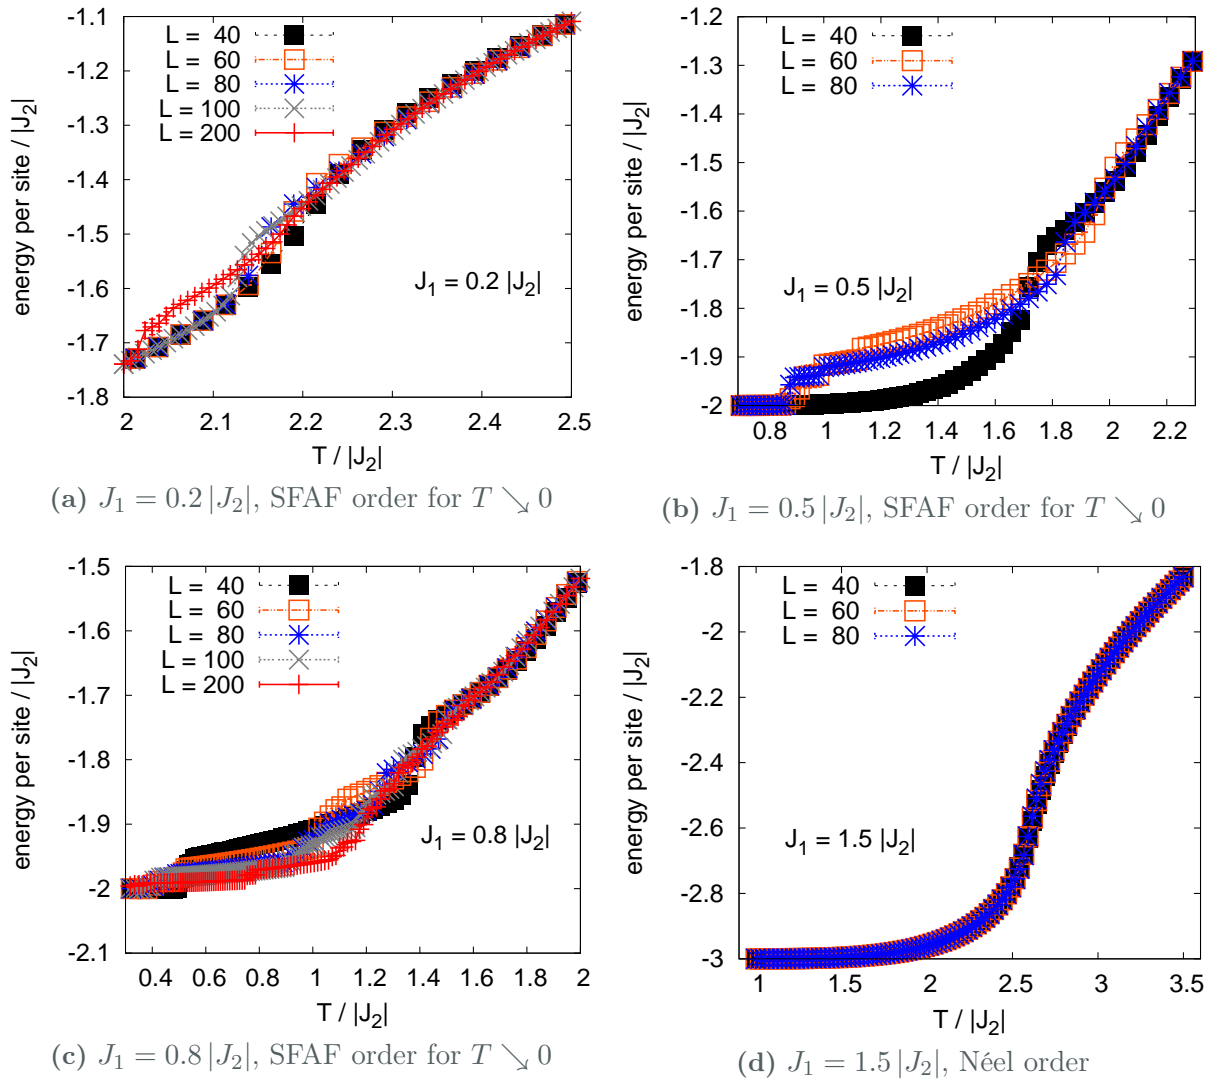 -1.1
-1.2
-1.3
-1.4
-1.5
-1.6
-1.7
-1.8
energy per site / |J2|
L = 40
L = 60
L = 80
L = 100
L = 200
J1 = 0.2 |J2|
2 2.1 2.2 2.3 2.4 2.5
T / |J2|
(a) J1 = 0.2 |J2|, SFAF order for T ↘ 0
-1.2
-1.3
-1.4
-1.5
-1.6
-1.7
-1.8
-1.9
-2
energy per site / |J2|
L = 40
L = 60
L = 80
J1 = 0.5 |J2|
0.8 1 1.2 1.4 1.6 1.8 2 2.2
T / |J2|
(b) J1 = 0.5 |J2|, SFAF order for T ↘ 0
-1.5
-1.6
-1.7
-1.8
-1.9
-2
-2.1
energy per site / |J2|
L = 40
L = 60
L = 80
L = 100
L = 200
J1 = 0.8 |J2|
0.4 0.6 0.8 1 1.2 1.4 1.6 1.8 2
T / |J2|
(c) J1 = 0.8 |J2|, SFAF order for T ↘ 0
-1.8
-2
-2.2
-2.4
-2.6
-2.8
-3
energy per site / |J2|
L = 40
L = 60
L = 80
J1 = 1.5 |J2|
1 1.5 2 2.5 3 3.5
T / |J2|
(d) J1 = 1.5 |J2|, Néel order